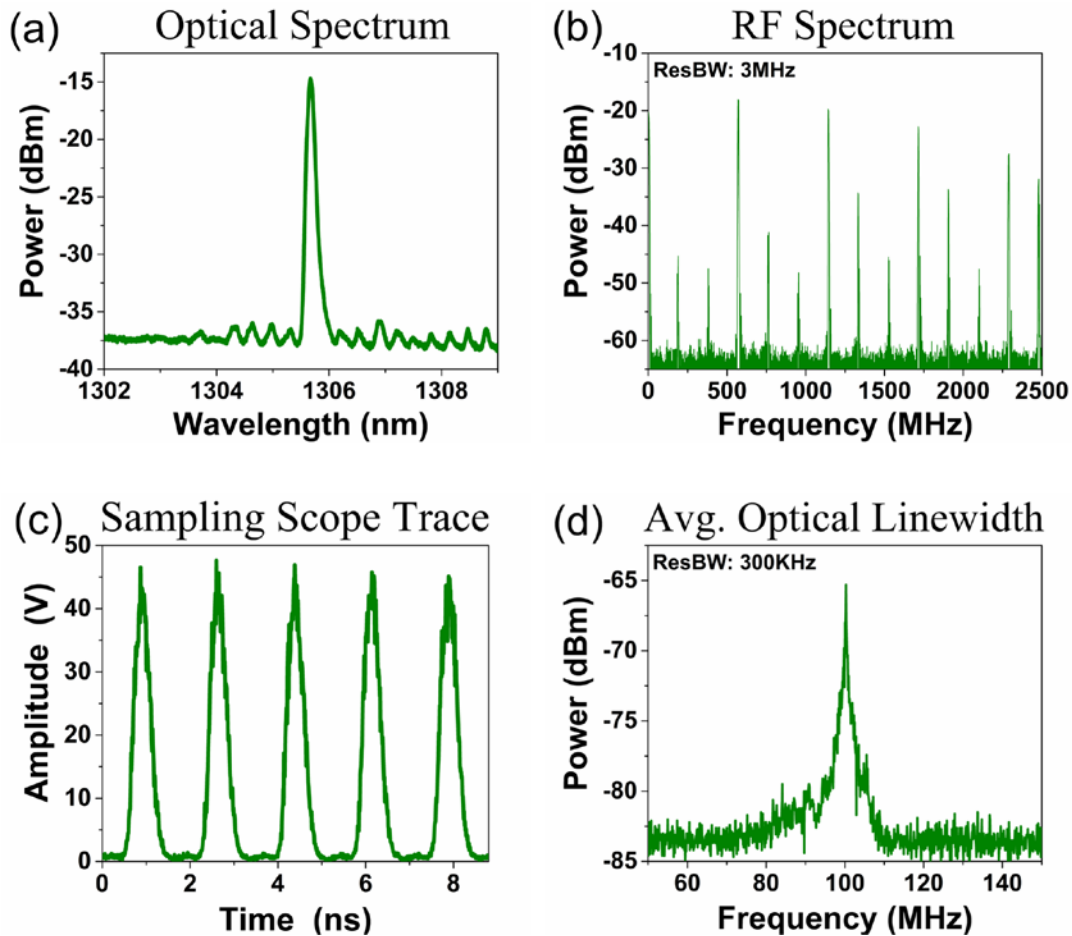 (a) Optical Spectrum
-15
-20
-25
-30
-35
-40
1302 1304 1306 1308
Power (dBm)
Wavelength (nm)
(b) RF Spectrum
ResBW: 3MHz
-10
-20
-30
-40
-50
-60
0 500 1000 1500 2000 2500
Power (dBm)
Frequency (MHz)
(c) Sampling Scope Trace
50
40
30
20
10
0
0 2 4 6 8
Amplitude (V)
Time (ns)
(d) Avg. Optical Linewidth
ResBW: 300KHz
-65
-70
-75
-80
-85
60 80 100 120 140
Power (dBm)
Frequency (MHz)